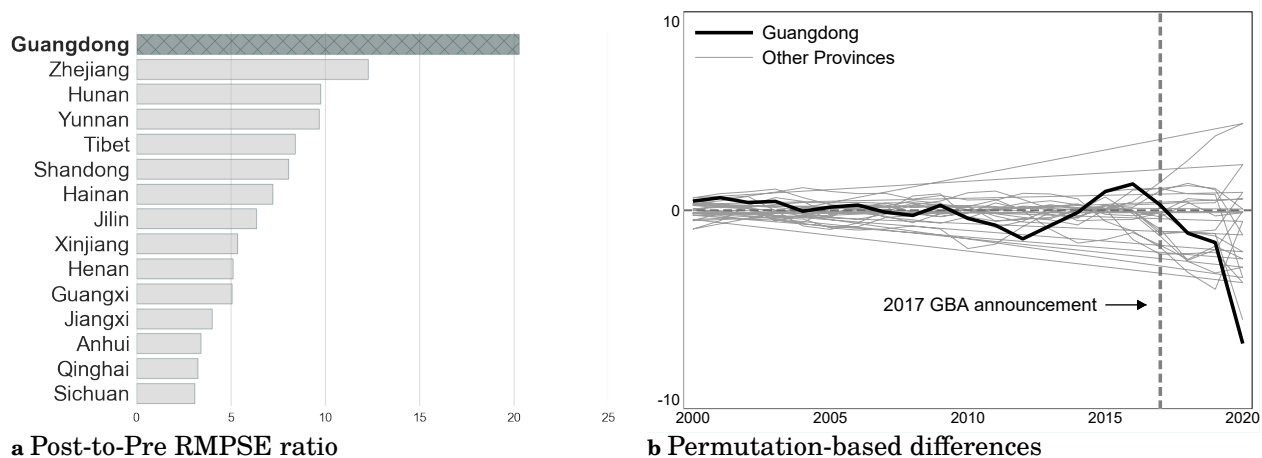 Guangdong
Zhejiang
Hunan
Yunnan
Tibet
Shandong
Hainan
Jilin
Xinjiang
Henan
Guangxi
Jiangxi
Anhui
Qinghai
Sichuan
0 5 10 15 20 25
a Post-to-Pre RMPSE ratio
10
0
-10
Guangdong
Other Provinces
2017 GBA announcement
2000 2005 2010 2015 2020
b Permutation-based differences